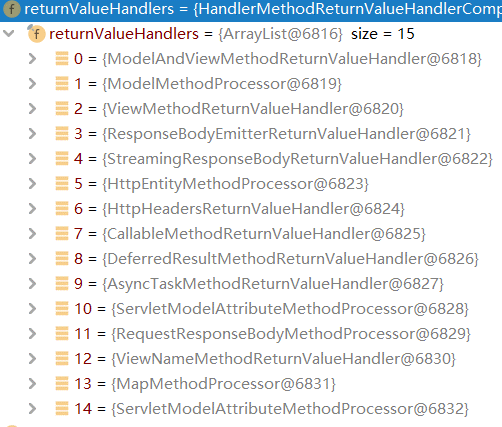 f returnValueHandlers = {HandlerMethodReturnValueHandlerComp
f returnValueHandlers = {ArrayList@6816} size = 15
0 = {ModelAndViewMethodReturnValueHandler@6818}
1 = {ModelMethodProcessor@6819}
2 = {ViewMethodReturnValueHandler@6820}
3 = {ResponseBodyEmitterReturnValueHandler@6821}
4 = {StreamingResponseBodyReturnValueHandler@6822}
5 = {HttpEntityMethodProcessor@6823}
6 = {HttpHeadersReturnValueHandler@6824}
7 = {CallableMethodReturnValueHandler@6825}
8 = {DeferredResultMethodReturnValueHandler@6826}
9 = {AsyncTaskMethodReturnValueHandler@6827}
10 = {ServletModelAttributeMethodProcessor@6828}
11 = {RequestResponseBodyMethodProcessor@6829}
12 = {ViewNameMethodReturnValueHandler@6830}
13 = {MapMethodProcessor@6831}
14 = {ServletModelAttributeMethodProcessor@6832}